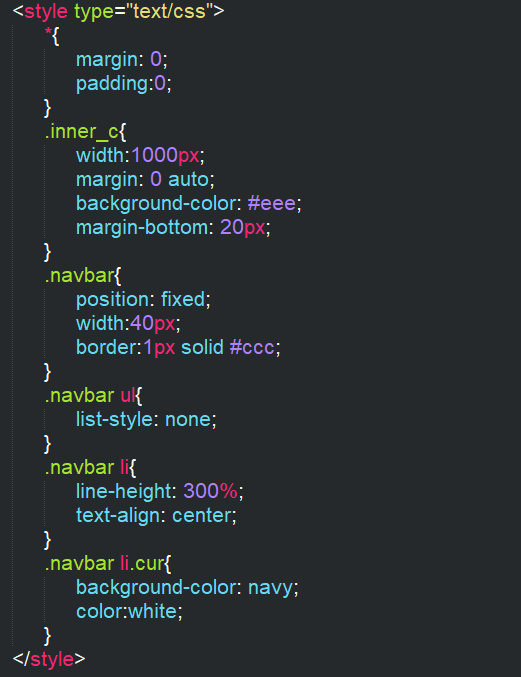 <style type="text/css">
*{
margin: 0;
padding:0;
}
.inner_c{
width:1000px;
margin: 0 auto;
background-color: #eee;
margin-bottom: 20px;
}
.navbar{
position: fixed;
width:40px;
border:1px solid #ccc;
}
.navbar ul{
list-style: none;
}
.navbar li{
line-height: 300%;
text-align: center;
}
.navbar li.cur{
background-color: navy;
color:white;
}
</style>